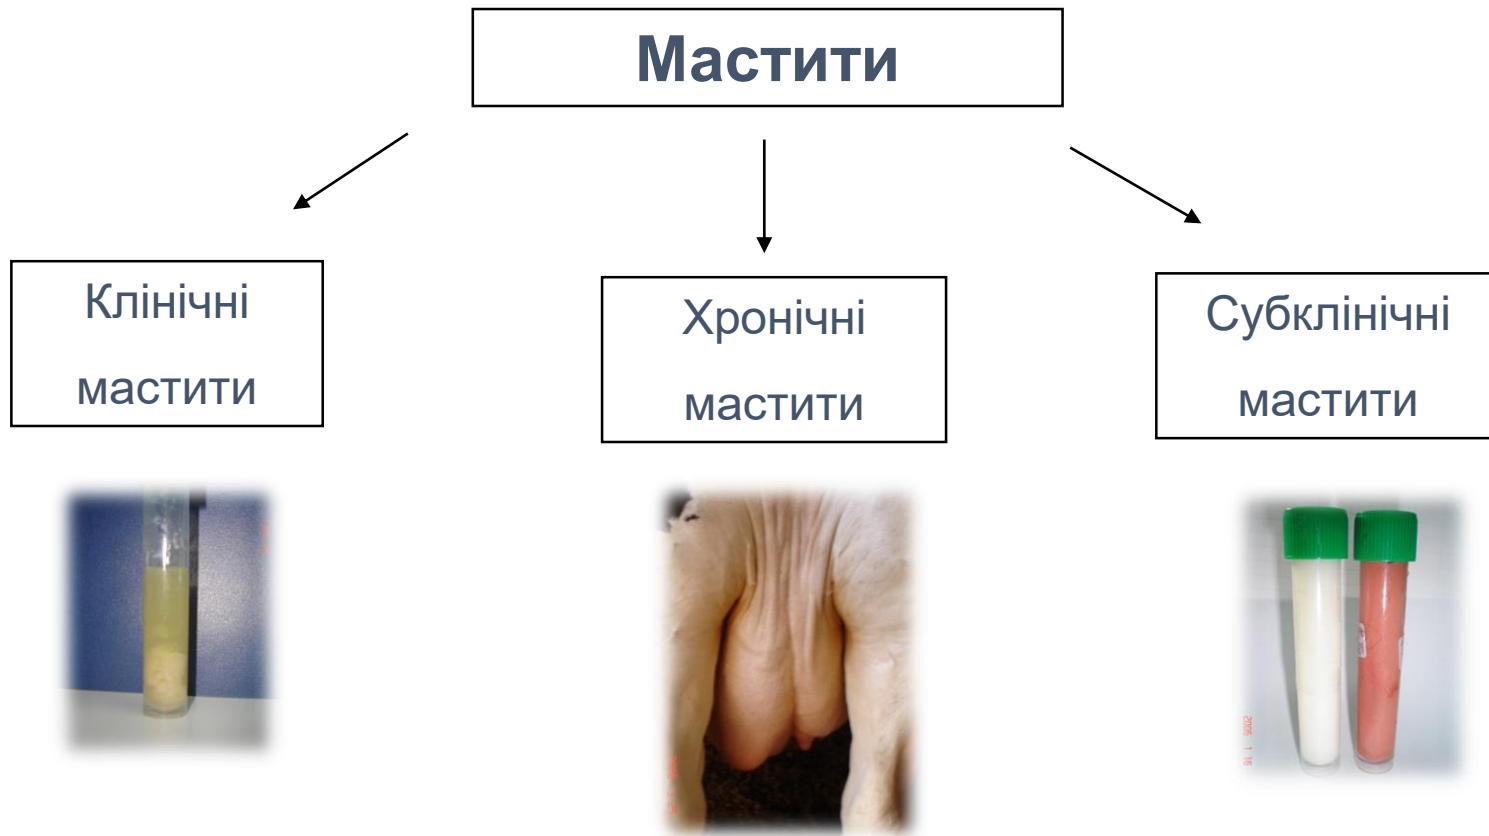 Мастити
Клінічні
мастити
Хронічні
мастити
Субклінічні
мастити